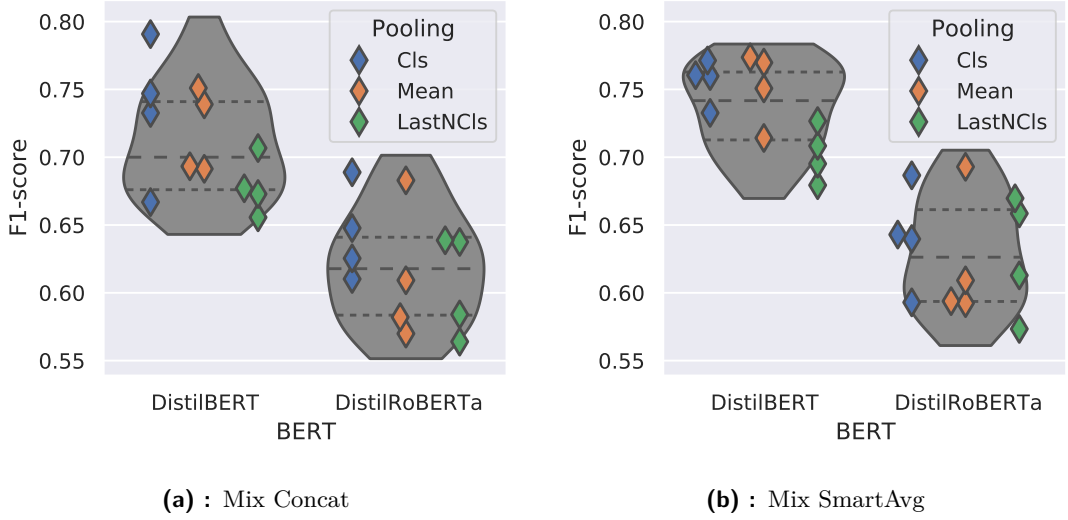 0.80
0.75
0.70
0.65
0.60
0.55
F1-score
Pooling
Cls
Mean
LastNCls
DistilBERT
DistilRoBERTa
BERT
(a) : Mix Concat
0.80
0.75
0.70
0.65
0.60
0.55
F1-score
Pooling
Cls
Mean
LastNCls
DistilBERT
DistilRoBERTa
BERT
(b) : Mix SmartAvg